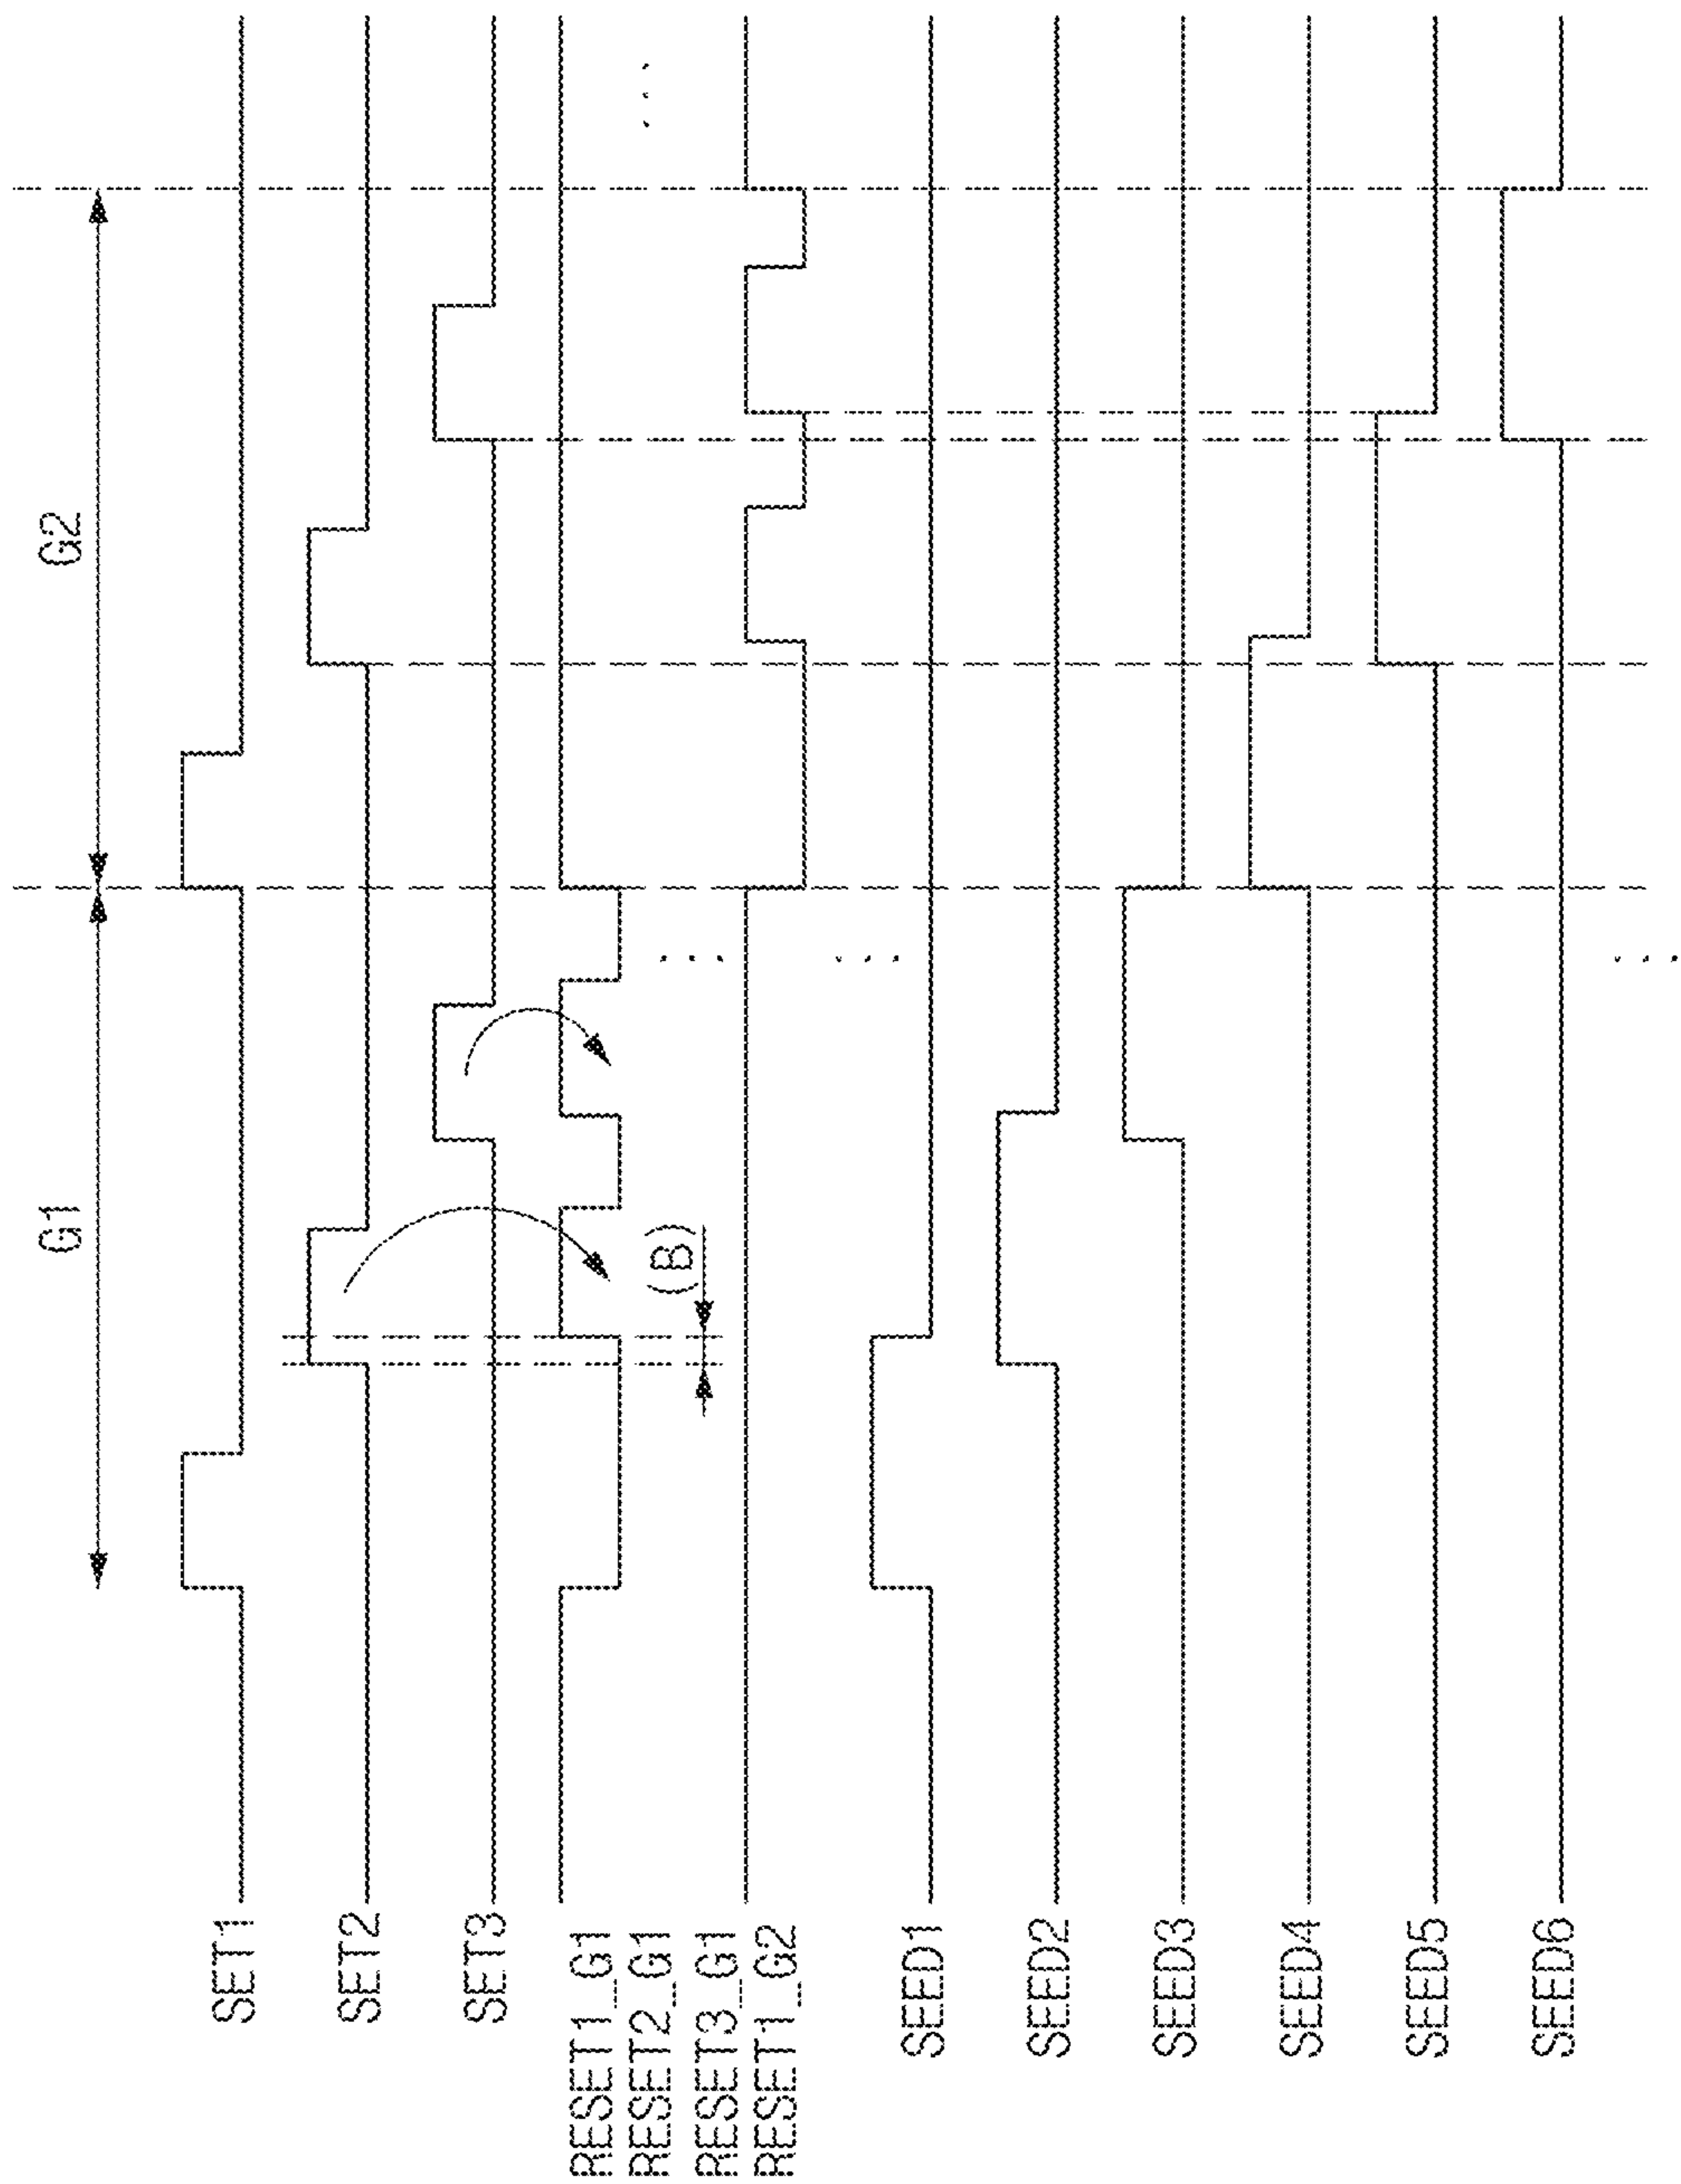 G1
G2
SET1
SET2
SET3
RESET1_G1
RESET2_G1
(B)
RESET3_G1
RESET1_G2
SEED1
SEED2
SEED3
SEED4
SEED5
SEED6